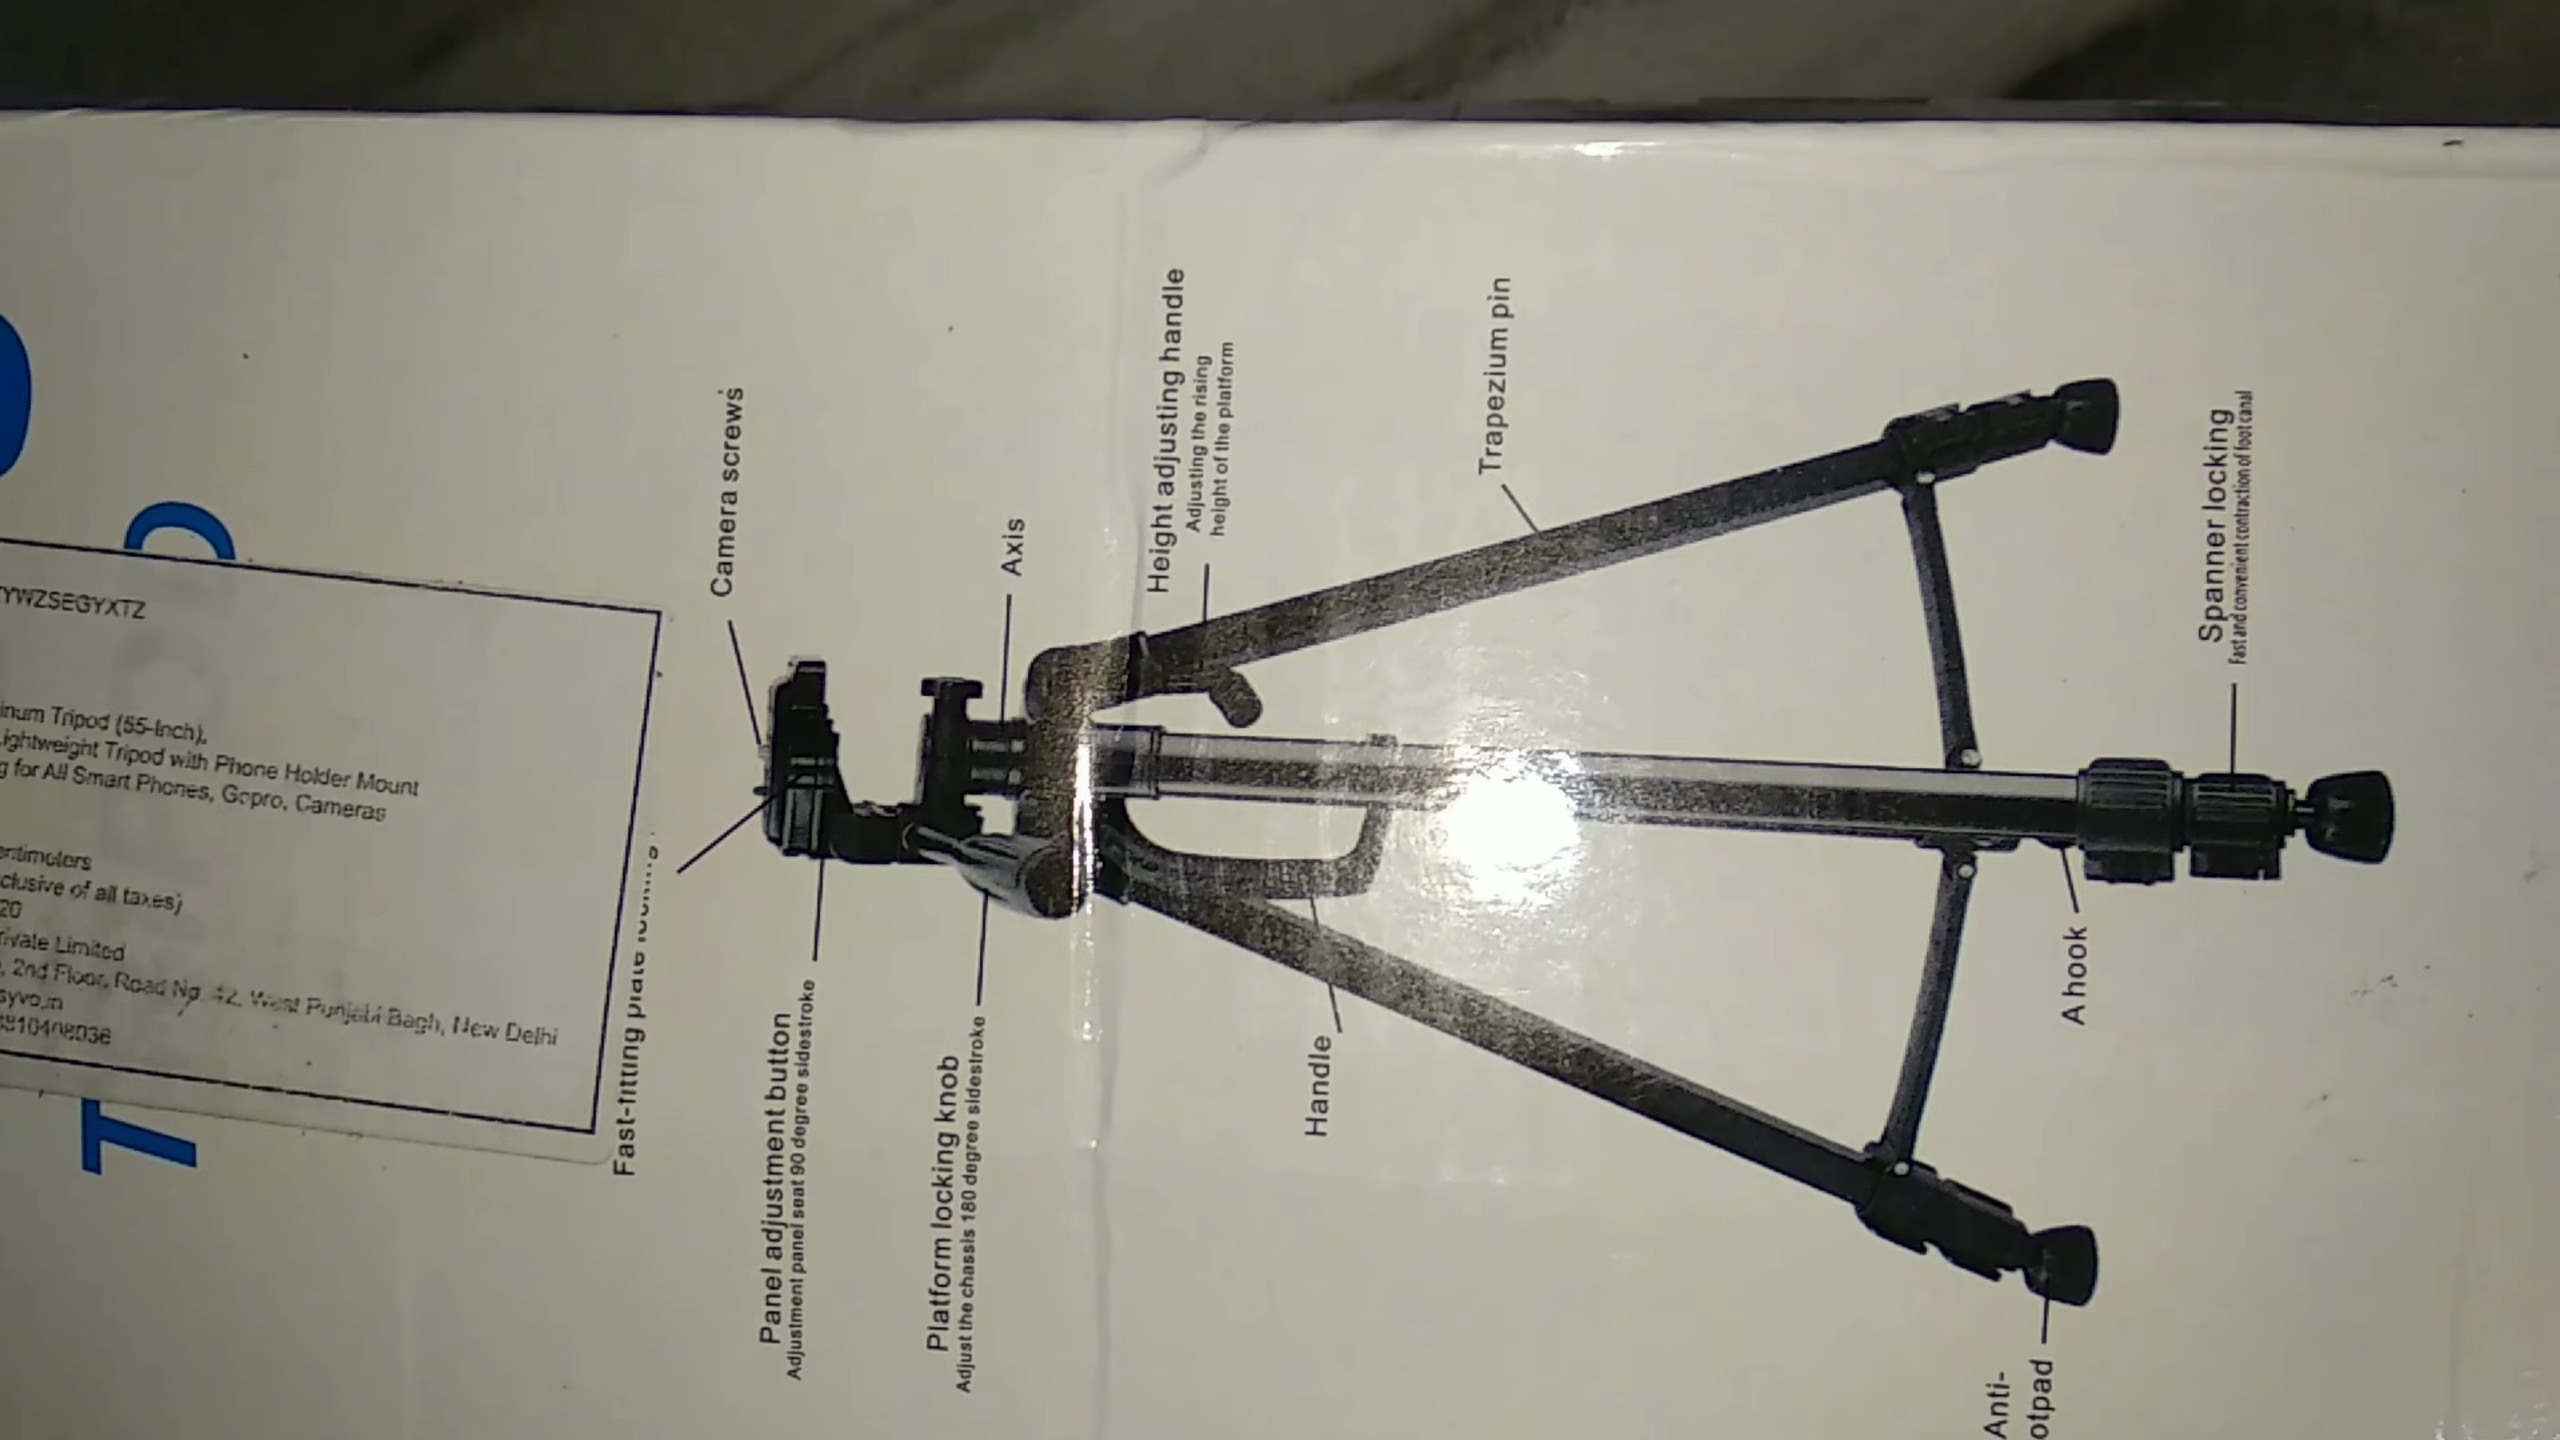 YWZSEGYXTZ
inum Tripod (55-Inch),
Lightweight Tripod with Phone Holder Mount
g for All Smart Phones, Gopro, Cameras
entimeters
clusive of all taxes)
20
rivate Limited
, 2nd Floor, Road No. 42, West Punjabi Bagh, New Delhi
T
Camera screws
Fast-fitting plate
Panel adjustment button
Adjustment panel seat 90 degree sidestroke
Axis
Platform locking knob
Adjust the chassis 180 degree sidestroke
Height adjusting handle
Adjusting the rising
height of the platform
Handle
Trapezium pin
A hook
Spanner locking
Fast and convenient contraction of foot canal
Anti-
otpad